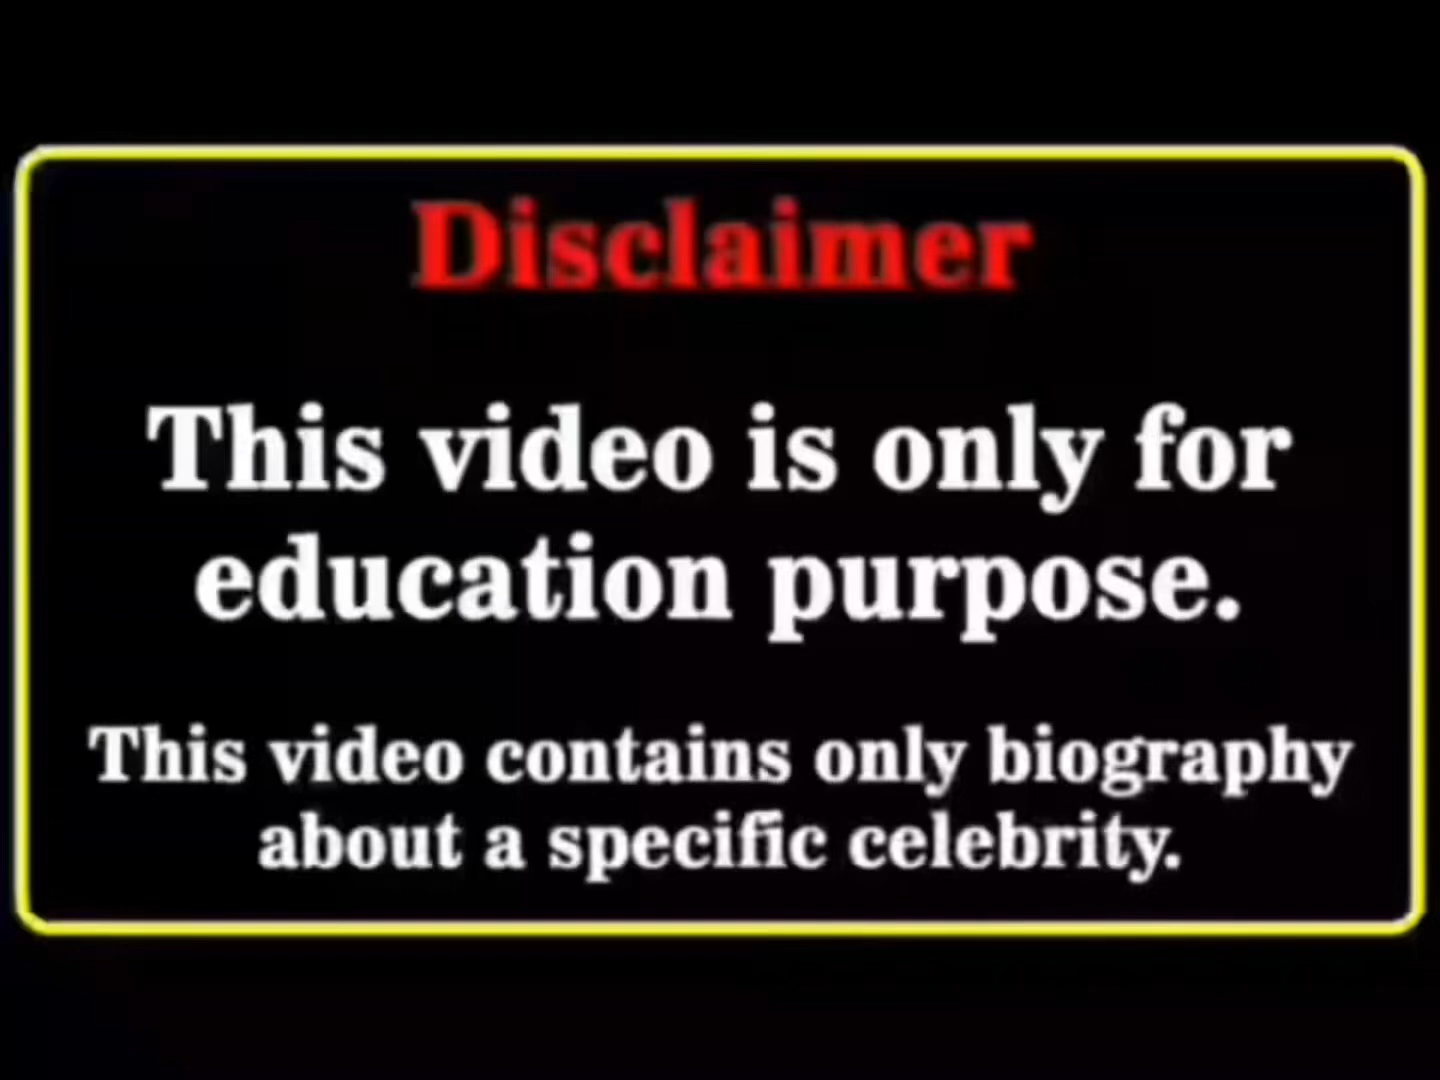 Disclaimer
This video is only for
education purpose.
This video contains only biography
about a specific celebrity.